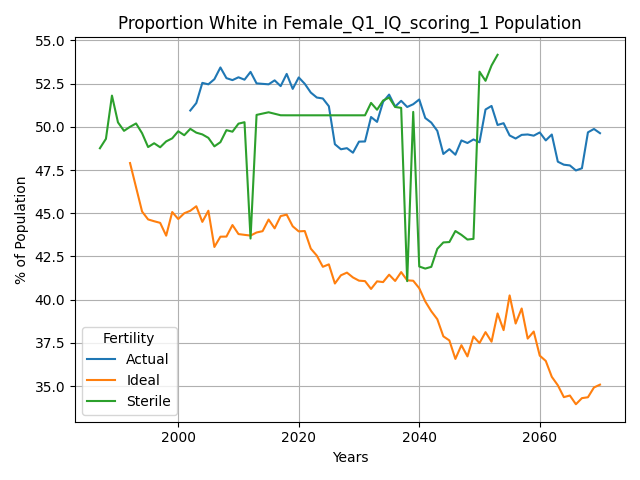 Proportion White in Female_Q1_IQ_scoring_1 Population
55.0
52.5
50.0
47.5
45.0
42.5
40.0
37.5
35.0
% of Population
Fertility
Actual
Ideal
Sterile
2000
2020
2040
2060
Years